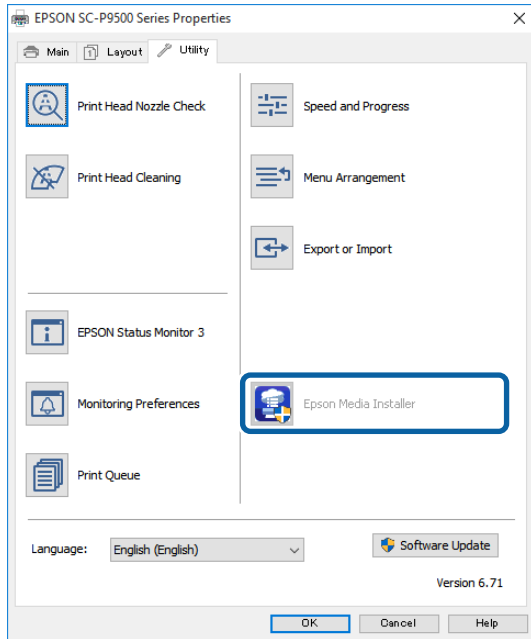 EPSON SC-P9500 Series Properties
Main
Layout
Utility
Print Head Nozzle Check
Speed and Progress
Print Head Cleaning
Menu Arrangement
Export or Import
EPSON Status Monitor 3
Monitoring Preferences
Epson Media Installer
Print Queue
Language:
English (English)
Software Update
Version 6.71
OK
Cancel
Help